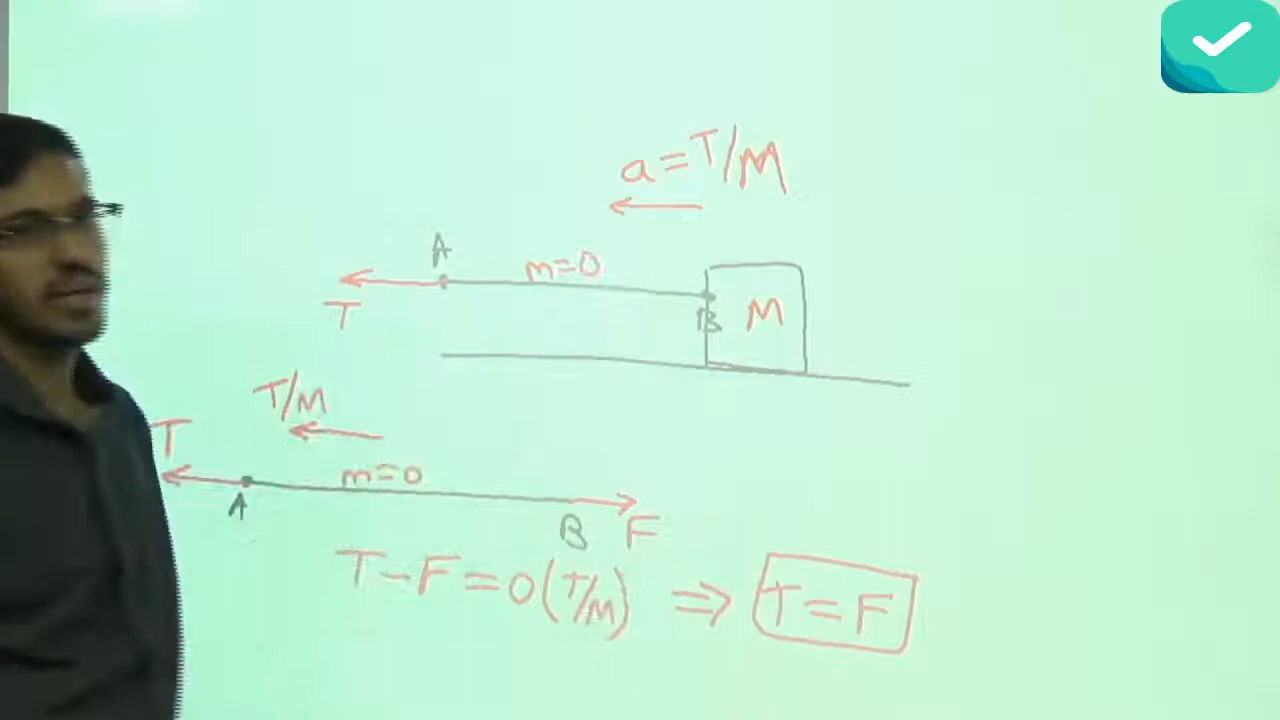 a = T/M
A
m=0
T
B
M
T/M
T
m=0
A
B
F
T - F = 0(T/M) ⇒ T = F